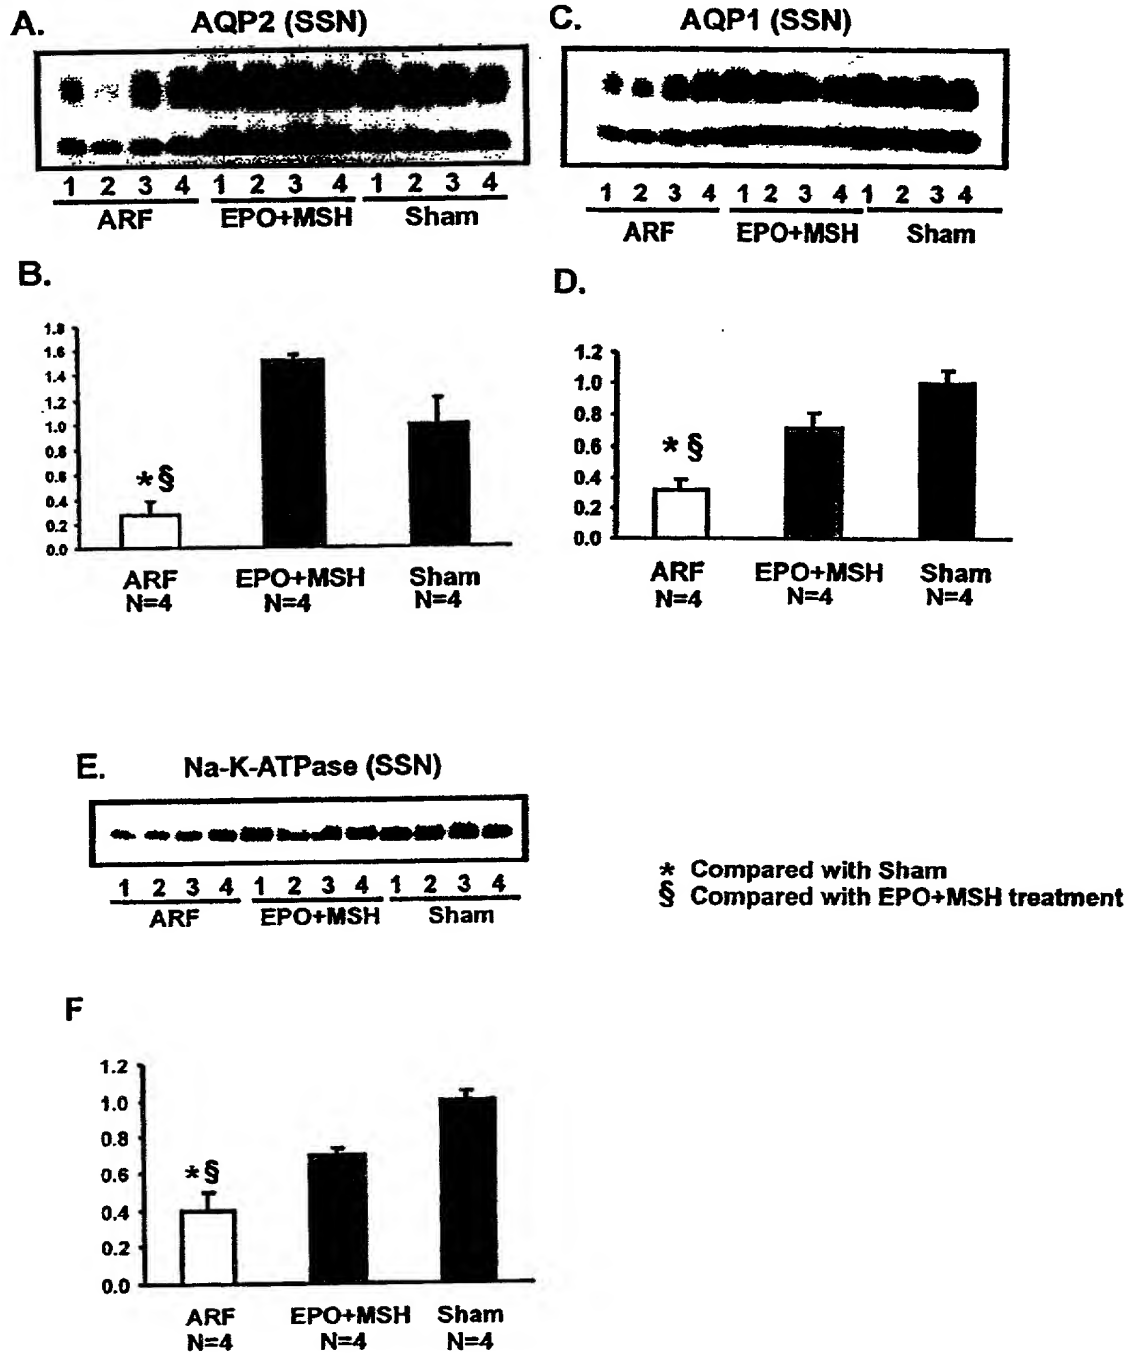 A. AQP2 (SSN)
1 2 3 4 1 2 3 4 1 2 3 4
ARF EPO+MSH Sham
C. AQP1 (SSN)
1 2 3 4 1 2 3 4 1 2 3 4
ARF EPO+MSH Sham
B.
1.8
1.6
1.4
1.2
1.0
0.8
0.6
0.4
0.2
0.0
*§
ARF EPO+MSH Sham
N=4 N=4 N=4
D.
1.2
1.0
0.8
0.6
0.4
0.2
0.0
* §
ARF EPO+MSH Sham
N=4 N=4 N=4
E. Na-K-ATPase (SSN)
1 2 3 4 1 2 3 4 1 2 3 4
ARF EPO+MSH Sham
* Compared with Sham
§ Compared with EPO+MSH treatment
F
1.2
1.0
0.8
0.6
0.4
0.2
0.0
*§
ARF EPO+MSH Sham
N=4 N=4 N=4